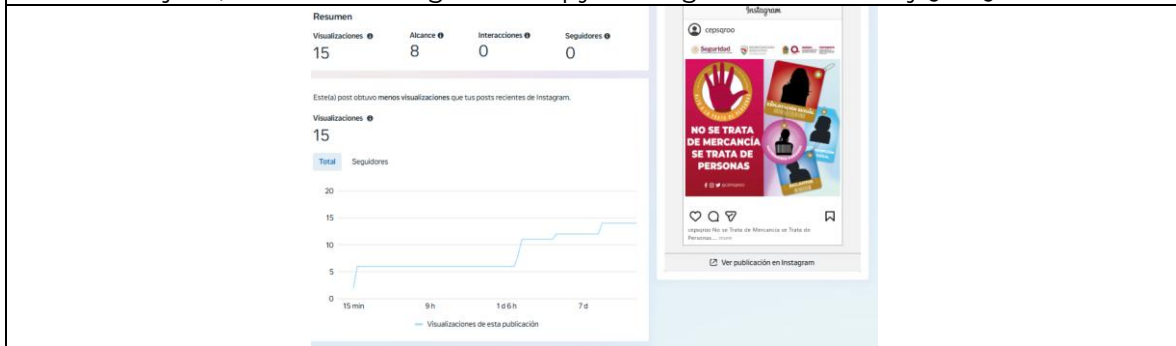 Resumen
Visualizaciones Alcance Interacciones Seguidores
15 8 0 0
Este(a) post obtuvo menos visualizaciones que tus posts recientes de Instagram.
Visualizaciones
15
Total Seguidores
20
15
10
5
0
15 min 9 h 1 d 6 h 7 d
Visualizaciones de esta publicación
Instagram
cepsqroo
Seguridad
NO SE TRATA
DE MERCANCÍA
SE TRATA DE
PERSONAS
cepsqroo No se Trata de Mercancía se Trata de
Personas... more
Ver publicación en Instagram